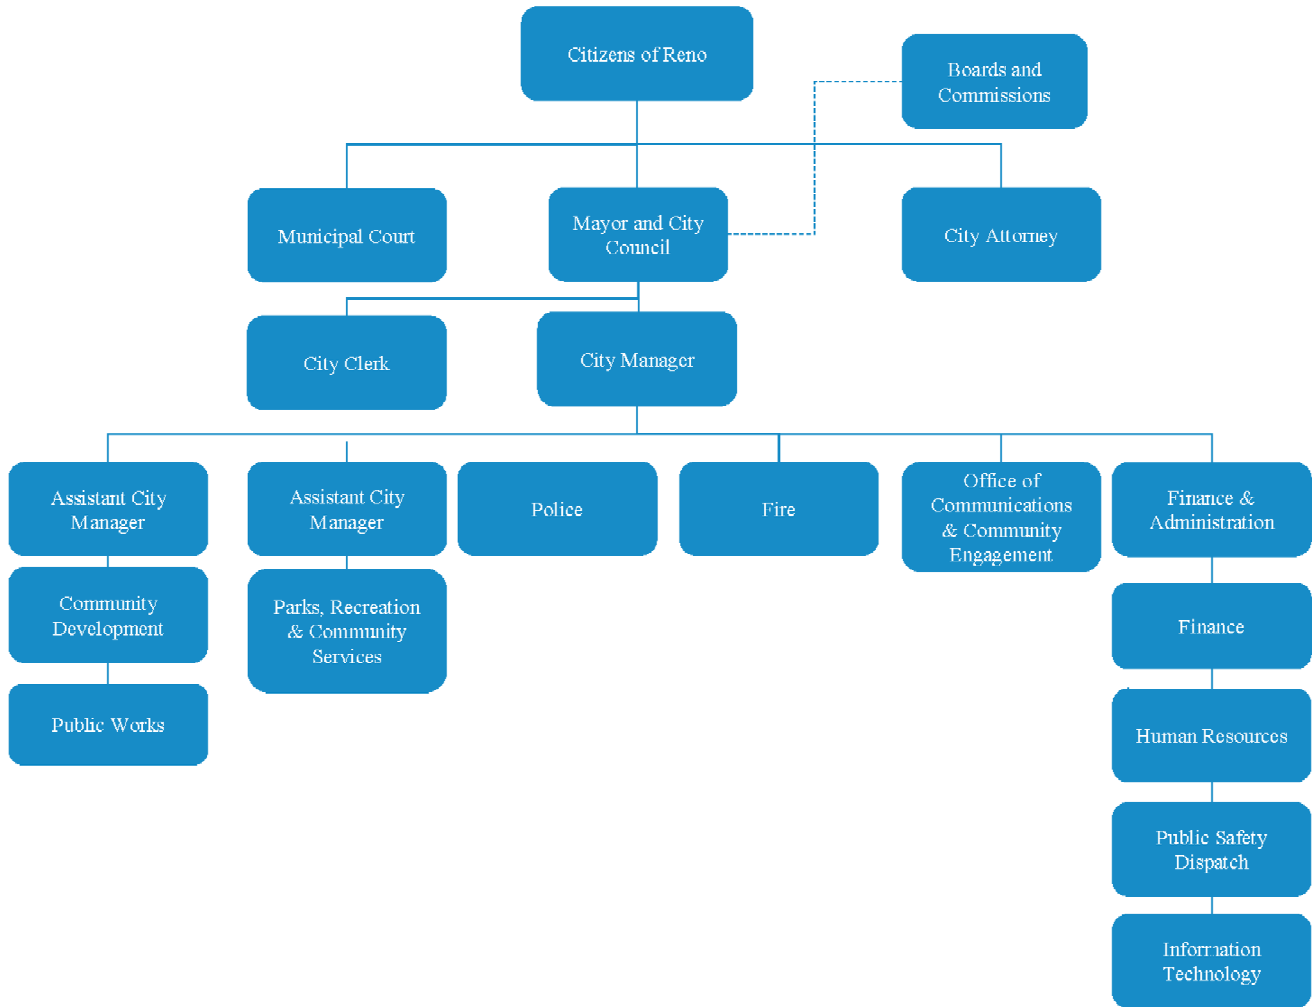 Citizens of Reno
Boards and
Commissions
Municipal Court
Mayor and City
Council
City Attorney
City Clerk
City Manager
Assistant City
Manager
Assistant City
Manager
Police
Fire
Office of
Communications
& Community
Engagement
Finance &
Administration
Community
Development
Parks, Recreation
& Community
Services
Finance
Public Works
Human Resources
Public Safety
Dispatch
Information
Technology